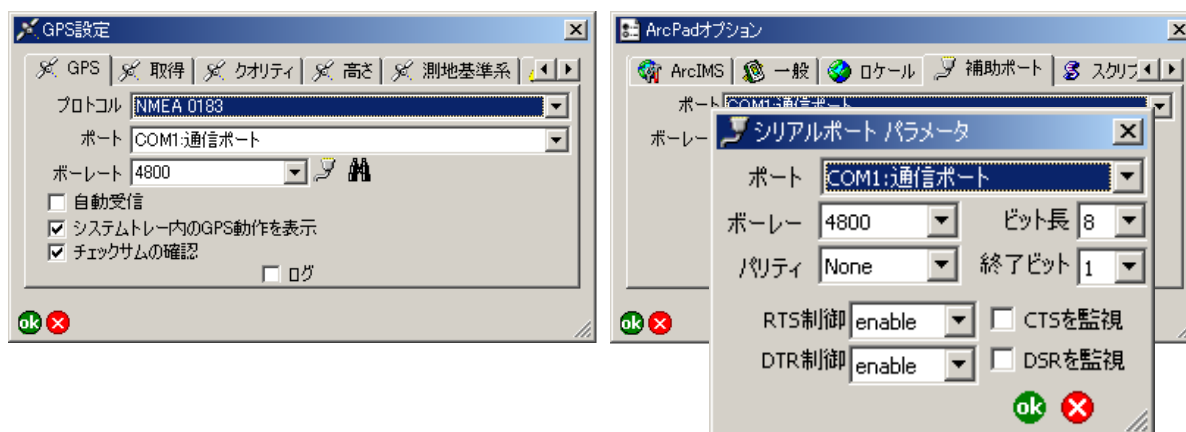 GPS設定
GPS 取得 クオリティ 高さ 測地基準系
プロトコル NMEA 0183
ポート COM1:通信ポート
ボーレート 4800
自動受信
システムトレー内のGPS動作を表示
チェックサムの確認
ログ
ok
ArcPadオプション
ArcIMS 一般 ロケール 補助ポート スクリプ
ポート COM1:通信ポート
ボーレー
ok
シリアルポート パラメータ
ポート COM1:通信ポート
ボーレー 4800 ビット長 8
パリティ None 終了ビット 1
RTS制御 enable CTSを監視
DTR制御 enable DSRを監視
ok